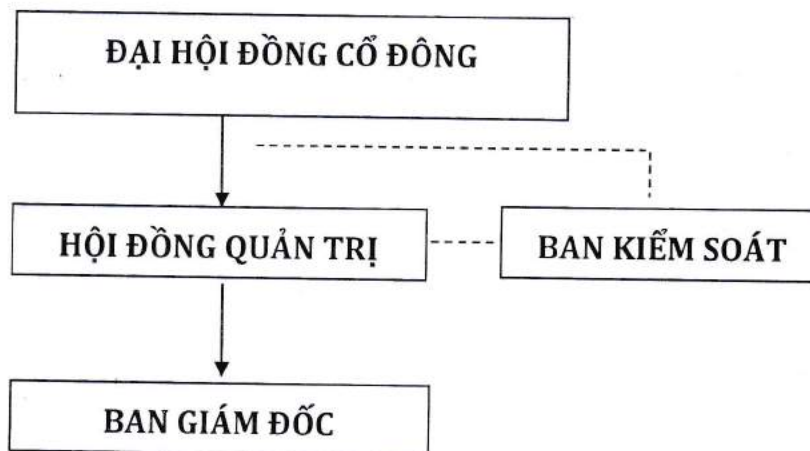 ĐẠI HỘI ĐỒNG CỔ ĐÔNG
HỘI ĐỒNG QUẢN TRỊ
BAN KIỂM SOÁT
BAN GIÁM ĐỐC